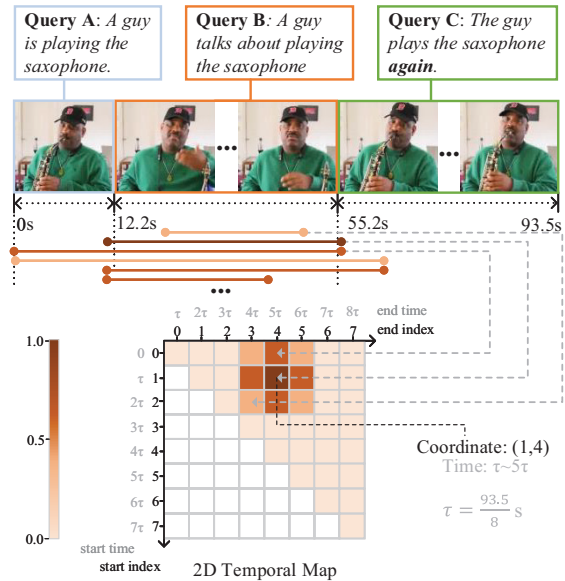 Query A: A guy
is playing the
saxophone.
Query B: A guy
talks about playing
the saxophone
Query C: The guy
plays the saxophone
again.
...
...
0s
12.2s
55.2s
93.5s
...
τ 2τ 3τ 4τ 5τ 6τ 7τ 8τ end time
0 1 2 3 4 5 6 7 end index
1.0
0.5
0.0
0 0
τ 1
2τ 2
3τ 3
4τ 4
5τ 5
6τ 6
7τ 7
start time
start index
Coordinate: (1,4)
Time: τ~5τ
τ = 93.5/8 s
2D Temporal Map